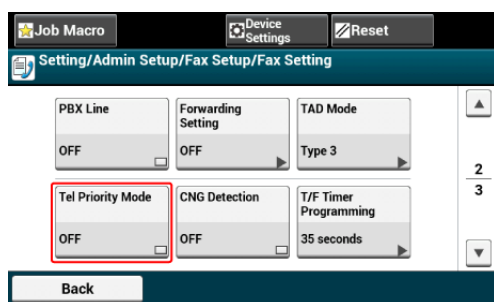 Job Macro
Device
Settings
Reset
Setting/Admin Setup/Fax Setup/Fax Setting
PBX Line
OFF
Forwarding
Setting
OFF
TAD Mode
Type 3
2
3
Tel Priority Mode
OFF
CNG Detection
OFF
T/F Timer
Programming
35 seconds
Back